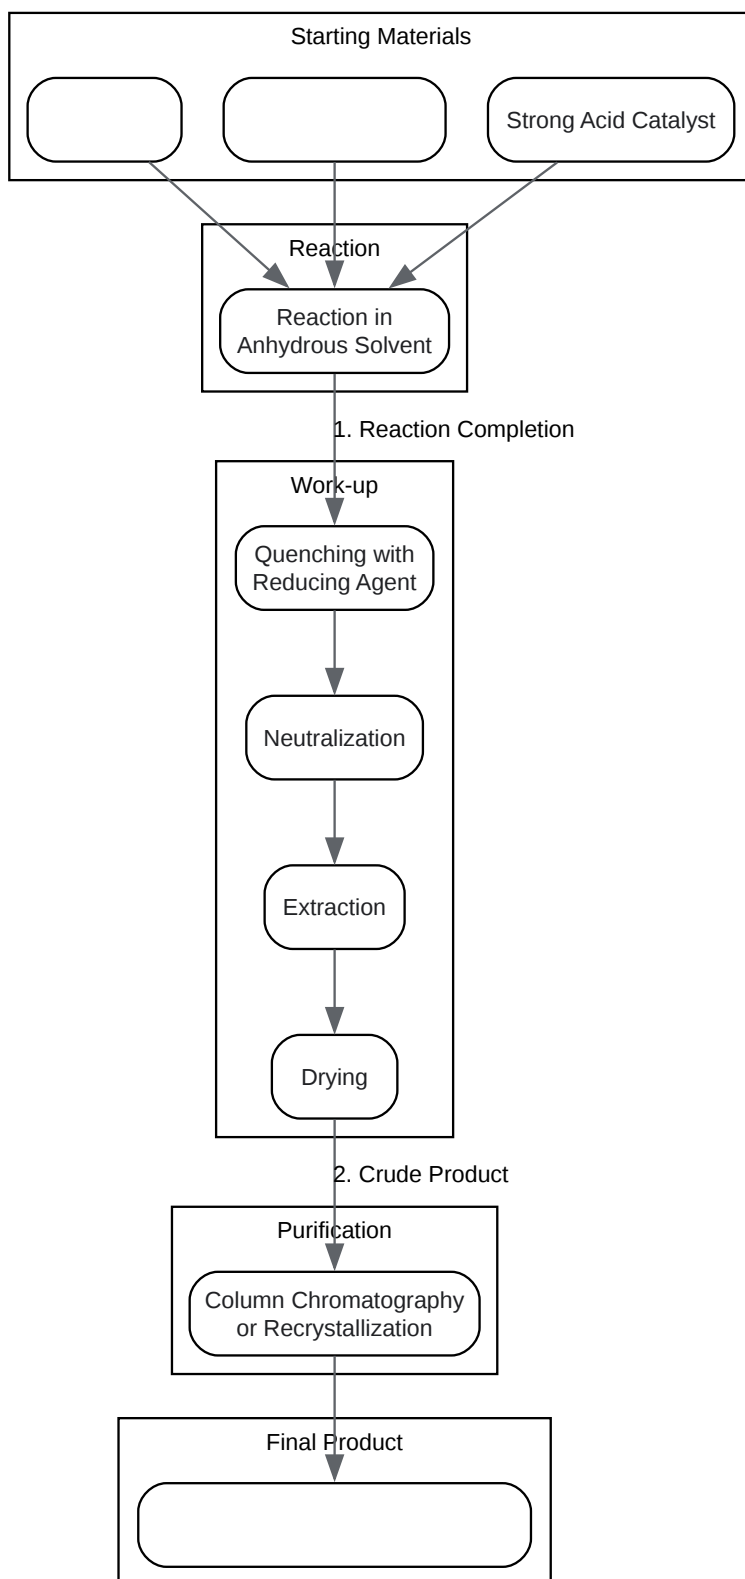 Starting Materials
Strong Acid Catalyst
Reaction
Reaction in
Anhydrous Solvent
1. Reaction Completion
Work-up
Quenching with
Reducing Agent
Neutralization
Extraction
Drying
2. Crude Product
Purification
Column Chromatography
or Recrystallization
Final Product